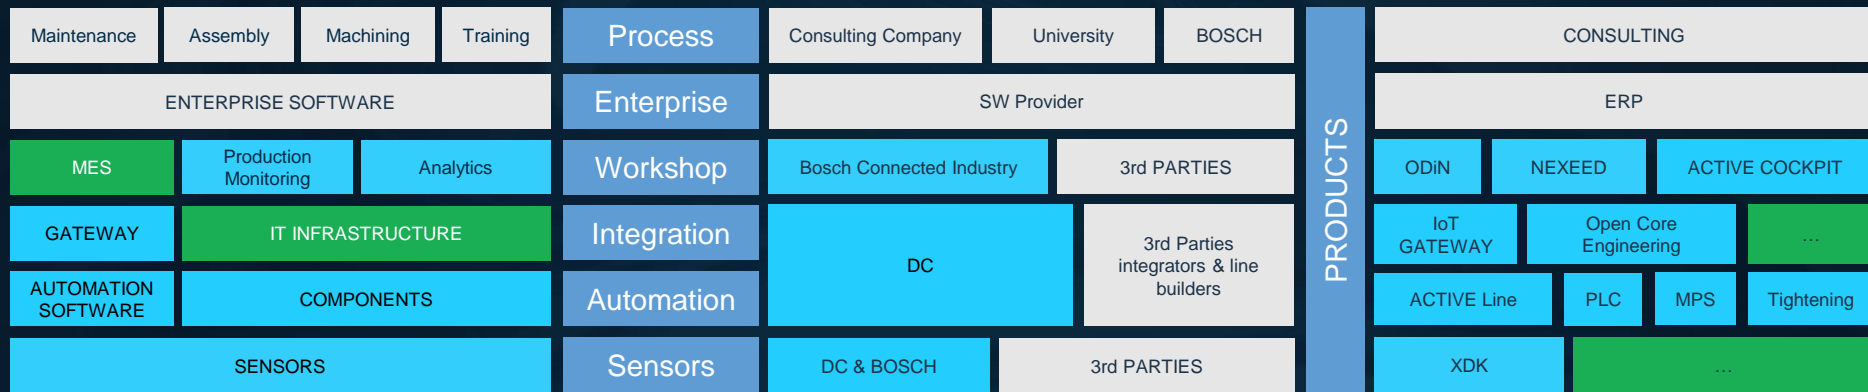 Maintenance
Assembly
Machining
Training
Process
Consulting Company
University
BOSCH
CONSULTING
ENTERPRISE SOFTWARE
Enterprise
SW Provider
ERP
MES
Production
Monitoring
Analytics
Workshop
Bosch Connected Industry
3rd PARTIES
PRODUCTS
ODiN
NEXEED
ACTIVE COCKPIT
GATEWAY
IT INFRASTRUCTURE
Integration
DC
3rd Parties
integrators & line
builders
IoT
GATEWAY
Open Core
Engineering
...
AUTOMATION
SOFTWARE
COMPONENTS
Automation
ACTIVE Line
PLC
MPS
Tightening
SENSORS
Sensors
DC & BOSCH
3rd PARTIES
XDK
...